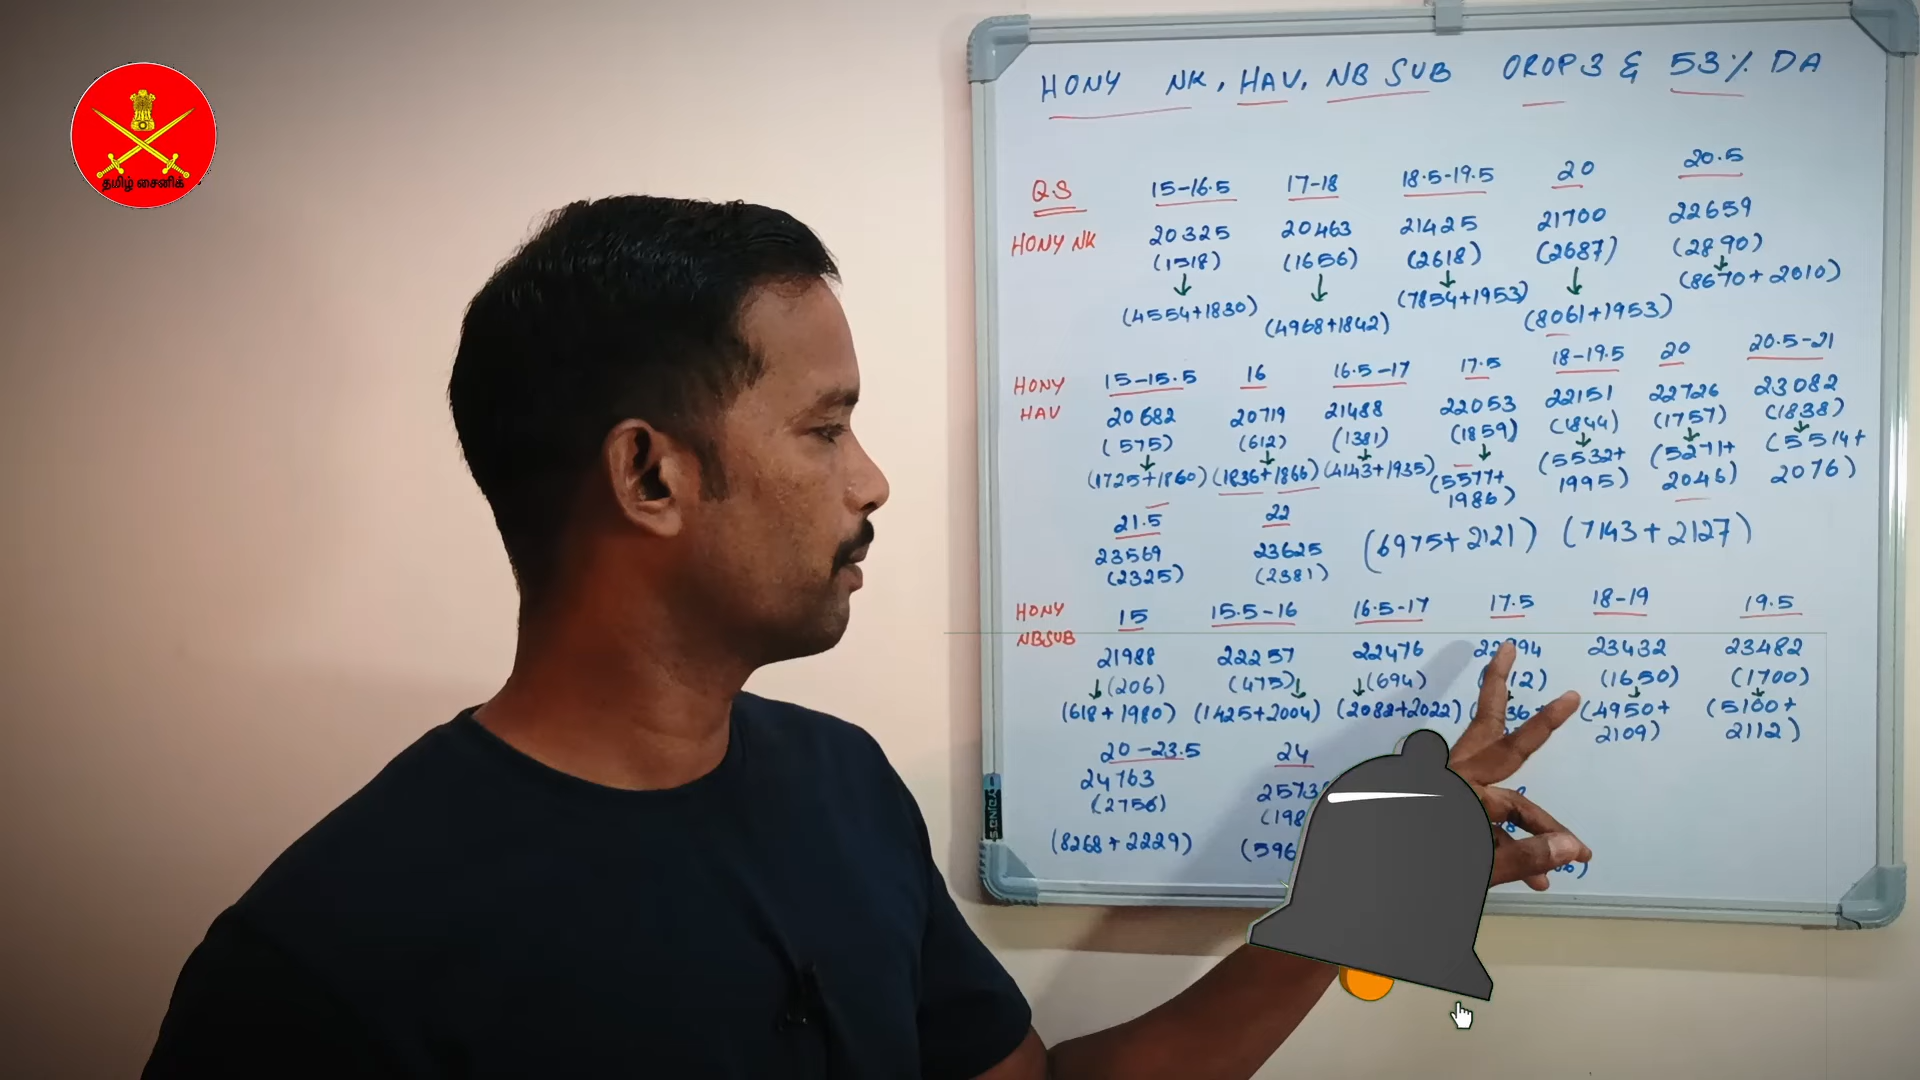 தமிழ் சைனிக்
HONY NK, HAV, NB SUB OROP3 & 53% DA
QS 15-16.5 17-18 18.5-19.5 20 20.5
HONY NK 20325 20463 21425 21700 22659
(1518) (1656) (2618) (2687) (2890)
(4554+1830) (4968+1842) (7854+1953) (8061+1953) (8670+2010)
HONY HAV 15-15.5 16 16.5-17 17.5 18-19.5 20 20.5-21
20682 20719 21488 22053 22151 22726 23082
(575) (612) (1381) (1859) (1844) (1757) (1838)
(1725+1860) (1836+1866) (4143+1935) (5577+1986) (5532+1995) (5271+2046) (5514+2076)
21.5 22 (6975+2121) (7143+2127)
23569 23625
(2325) (2381)
HONY NBSUB 15 15.5-16 16.5-17 17.5 18-19 19.5
21988 22257 22476 23432 23482
(206) (475) (694) (1650) (1700)
(618+1980) (1425+2004) (2082+2022) (4950+2109) (5100+2112)
20-23.5 24
24763
(2756)
(8268+2229)